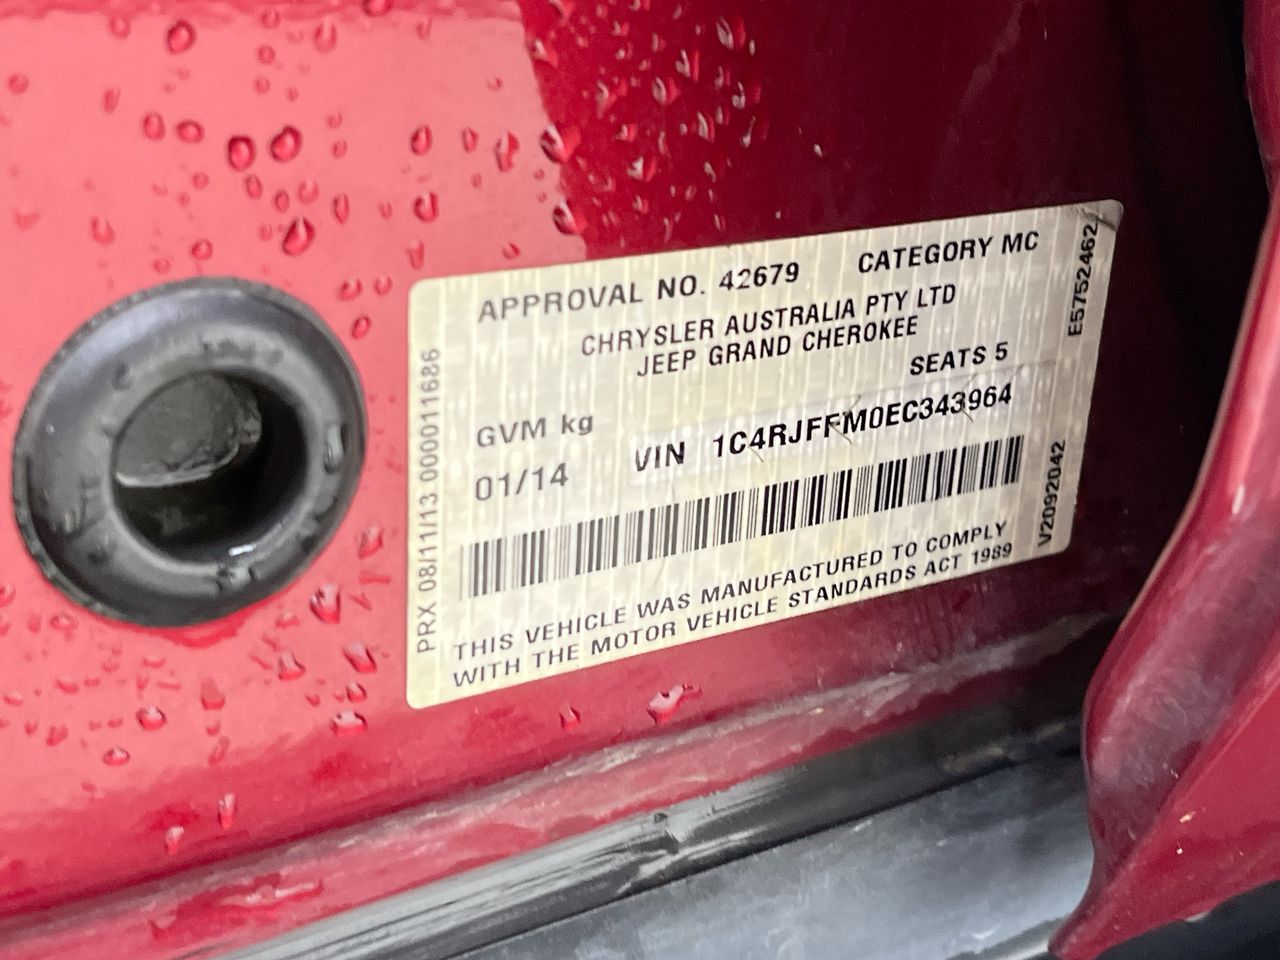 APPROVAL NO. 42679 CATEGORY MC
CHRYSLER AUSTRALIA PTY LTD
JEEP GRAND CHEROKEE
SEATS 5
GVM kg
01/14 VIN 1C4RJFFM0EC343964
THIS VEHICLE WAS MANUFACTURED TO COMPLY
WITH THE MOTOR VEHICLE STANDARDS ACT 1989
PRX 08/11/13 000011686
E5752462
V2092042